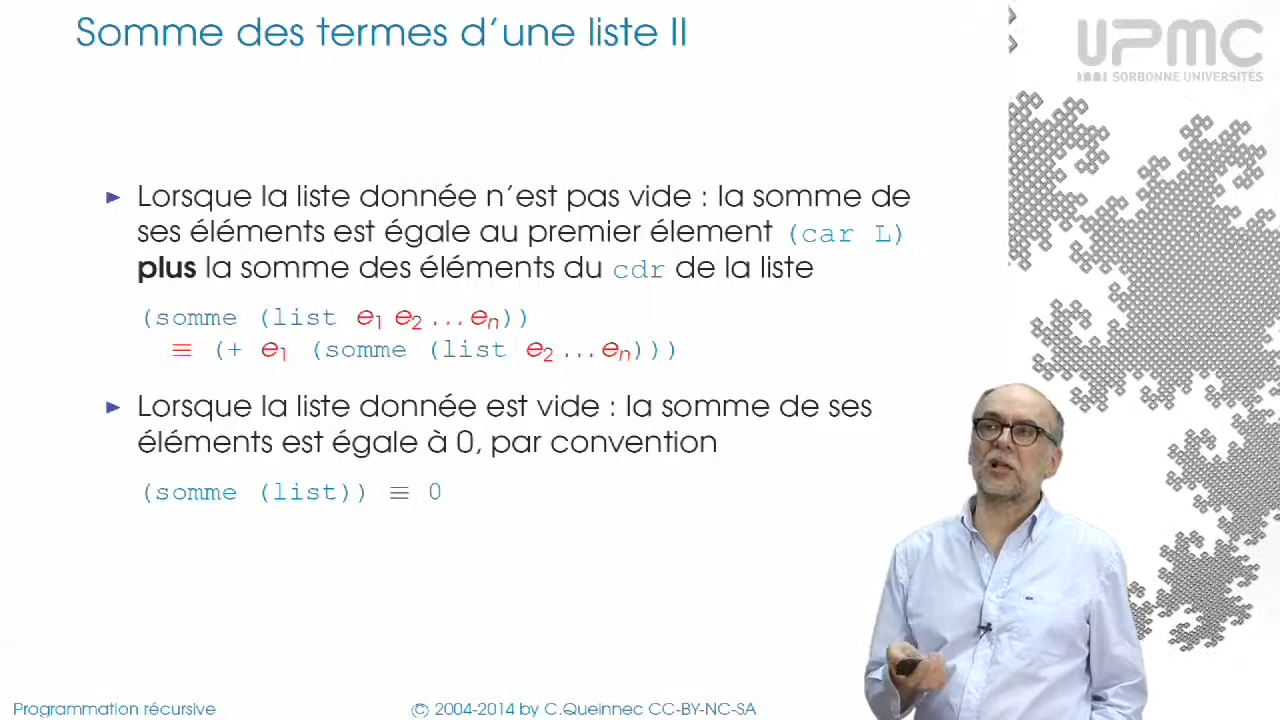 Somme des termes d'une liste II
UPMC
SORBONNE UNIVERSITÉS
▶ Lorsque la liste donnée n'est pas vide : la somme de
ses éléments est égale au premier élement (car L)
plus la somme des éléments du cdr de la liste
(somme (list e₁ e₂ ... eₙ))
≡ (+ e₁ (somme (list e₂ ... eₙ)))
▶ Lorsque la liste donnée est vide : la somme de ses
éléments est égale à 0, par convention
(somme (list)) ≡ 0
Programmation récursive
© 2004-2014 by C.Queinnec CC-BY-NC-SA